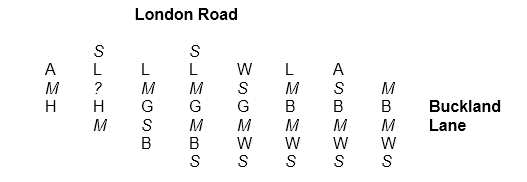 London Road
S S
A L L L W L A
M ? M M S M S M
H H G G G B B B Buckland
M S M M M M M Lane
B B W W W W
S S S S S